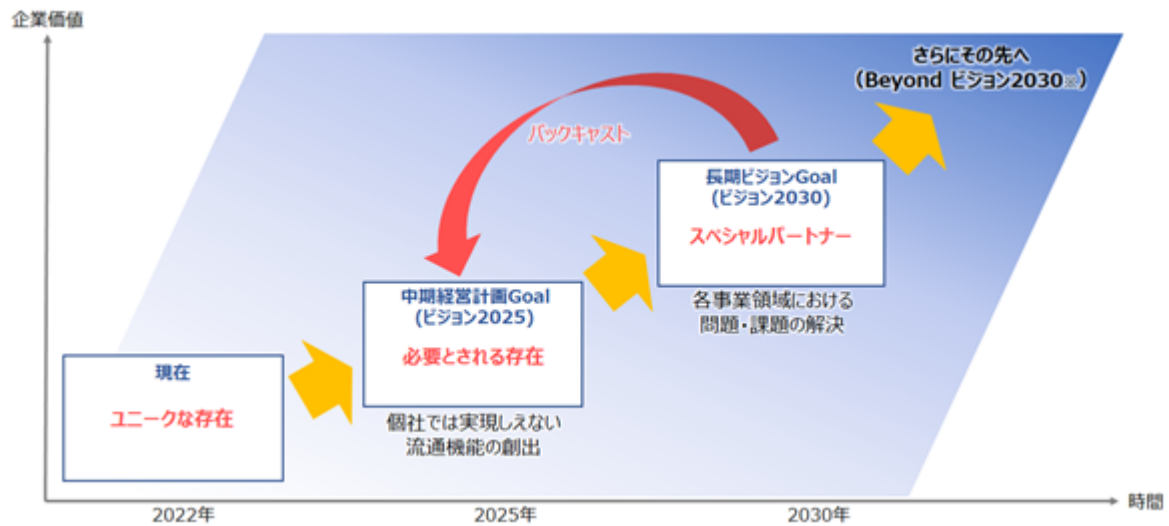 企業価値
さらにその先へ
（Beyond ビジョン2030※）
バックキャスト
長期ビジョンGoal
(ビジョン2030)
スペシャルパートナー
各事業領域における
問題・課題の解決
中期経営計画Goal
(ビジョン2025)
必要とされる存在
個社では実現しえない
流通機能の創出
現在
ユニークな存在
時間
2022年
2025年
2030年